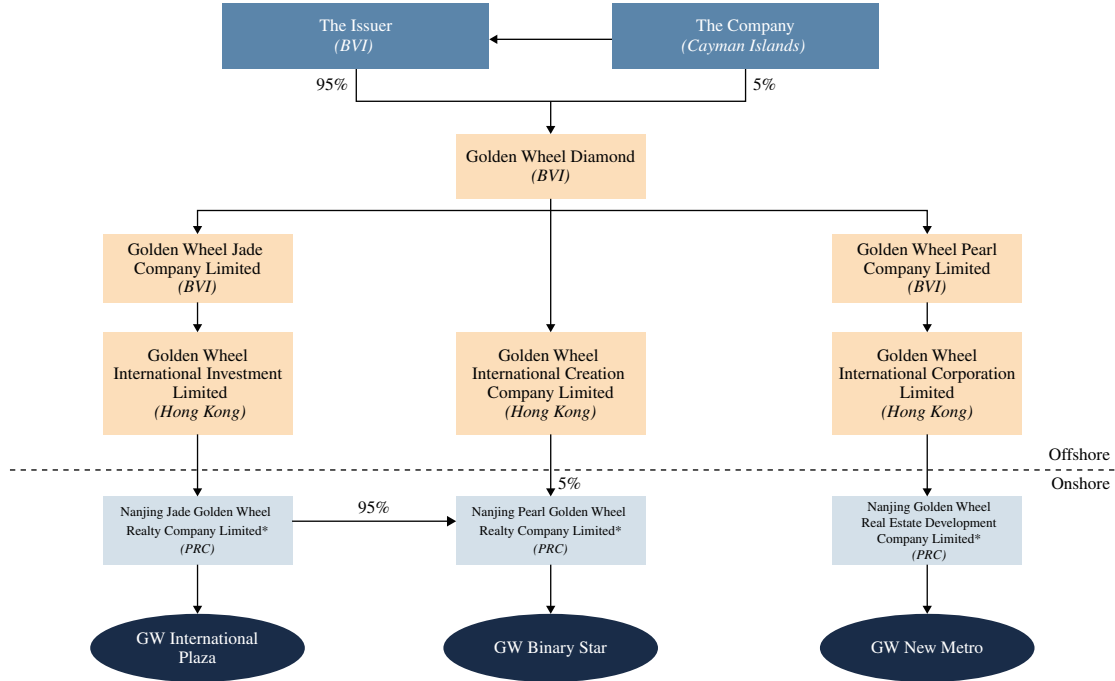 The Issuer
(BVI)
The Company
(Cayman Islands)
95%
5%
Golden Wheel Diamond
(BVI)
Golden Wheel Jade
Company Limited
(BVI)
Golden Wheel Pearl
Company Limited
(BVI)
Golden Wheel
International Investment
Limited
(Hong Kong)
Golden Wheel
International Creation
Company Limited
(Hong Kong)
Golden Wheel
International Corporation
Limited
(Hong Kong)
Offshore
Onshore
5%
Nanjing Jade Golden Wheel
Realty Company Limited*
(PRC)
95%
Nanjing Pearl Golden Wheel
Realty Company Limited*
(PRC)
Nanjing Golden Wheel
Real Estate Development
Company Limited*
(PRC)
GW International
Plaza
GW Binary Star
GW New Metro